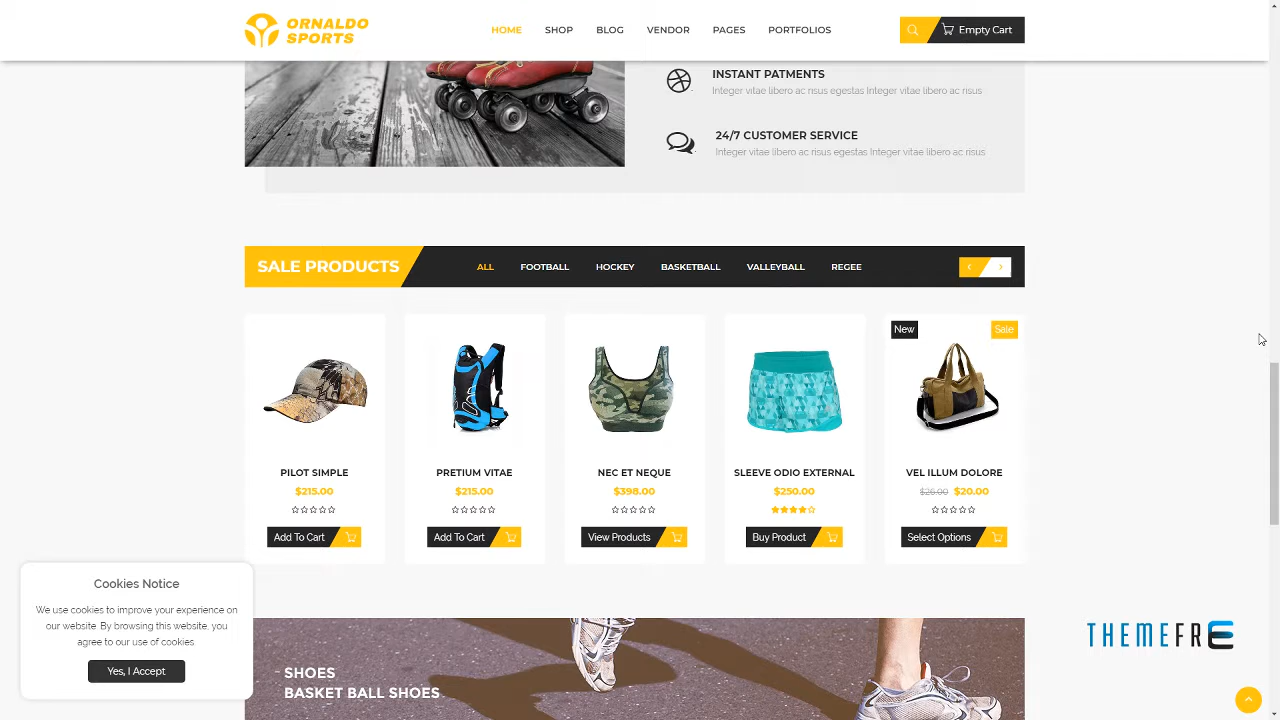 ORNALDO
SPORTS
HOME SHOP BLOG VENDOR PAGES PORTFOLIOS
Empty Cart
INSTANT PATMENTS
Integer vitae libero ac risus egestas Integer vitae libero ac risus
24/7 CUSTOMER SERVICE
Integer vitae libero ac risus egestas Integer vitae libero ac risus
SALE PRODUCTS
ALL FOOTBALL HOCKEY BASKETBALL VALLEYBALL REGEE
New Sale
PILOT SIMPLE
$215.00
Add To Cart
PRETIUM VITAE
$215.00
Add To Cart
NEC ET NEQUE
$398.00
View Products
SLEEVE ODIO EXTERNAL
$250.00
Buy Product
VEL ILLUM DOLORE
$26.00 $20.00
Select Options
Cookies Notice
We use cookies to improve your experience on
our website. By browsing this website, you
agree to our use of cookies.
Yes, I Accept
SHOES
BASKET BALL SHOES
THEMEFRE